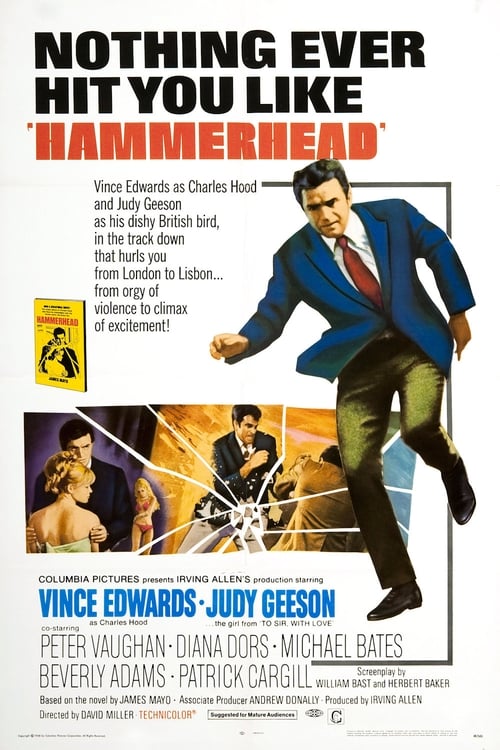 NOTHING EVER
HIT YOU LIKE
'HAMMERHEAD'
Vince Edwards as Charles Hood
and Judy Geeson
as his dishy British bird,
in the track down
that hurls you
from London to Lisbon...
from orgy of
violence to climax
of excitement!
HAMMERHEAD
JAMES MAYO
COLUMBIA PICTURES presents IRVING ALLEN'S production starring
VINCE EDWARDS · JUDY GEESON
as Charles Hood ...the girl from 'TO SIR, WITH LOVE'
co-starring
PETER VAUGHAN · DIANA DORS · MICHAEL BATES
BEVERLY ADAMS · PATRICK CARGILL
Screenplay by
WILLIAM BAST and HERBERT BAKER
Based on the novel by JAMES MAYO · Associate Producer ANDREW DONALLY · Produced by IRVING ALLEN
Directed by DAVID MILLER · TECHNICOLOR®
Suggested for Mature Audiences